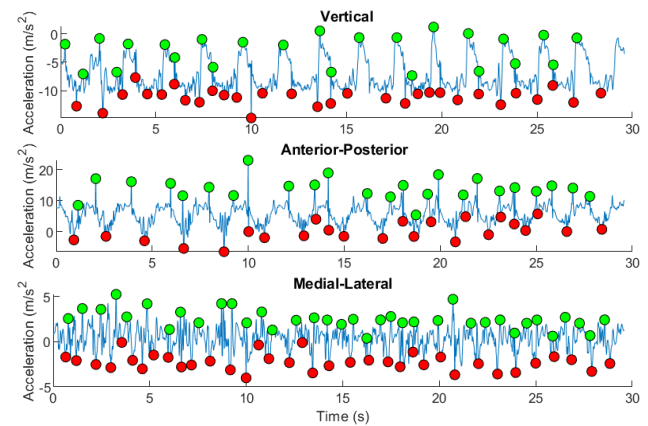 Vertical
Acceleration (m/s²)
0
-5
-10
0 5 10 15 20 25 30
Anterior-Posterior
Acceleration (m/s²)
20
10
0
0 5 10 15 20 25 30
Medial-Lateral
Acceleration (m/s²
5
0
-5
0 5 10 15 20 25 30
Time (s)